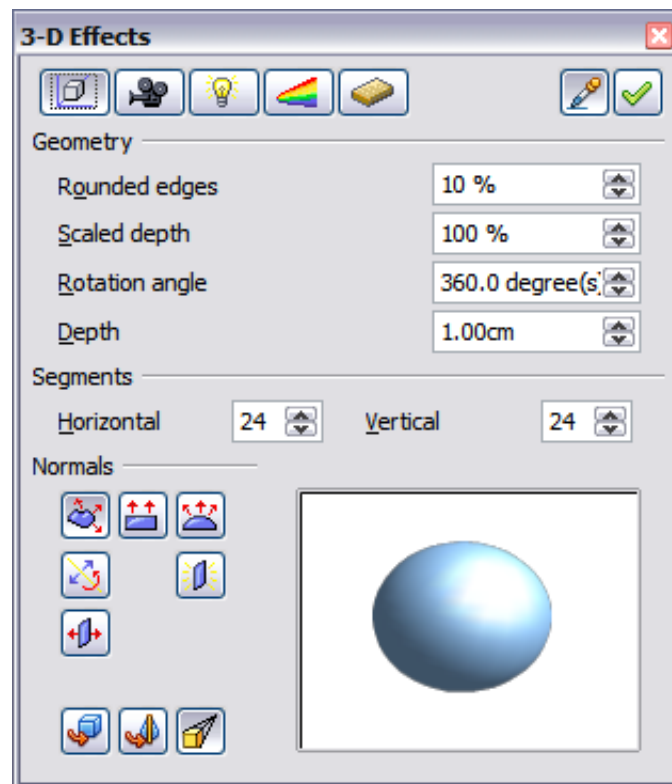 3-D Effects
Geometry
Rounded edges 10 %
Scaled depth 100 %
Rotation angle 360.0 degree(s)
Depth 1.00cm
Segments
Horizontal 24 Vertical 24
Normals